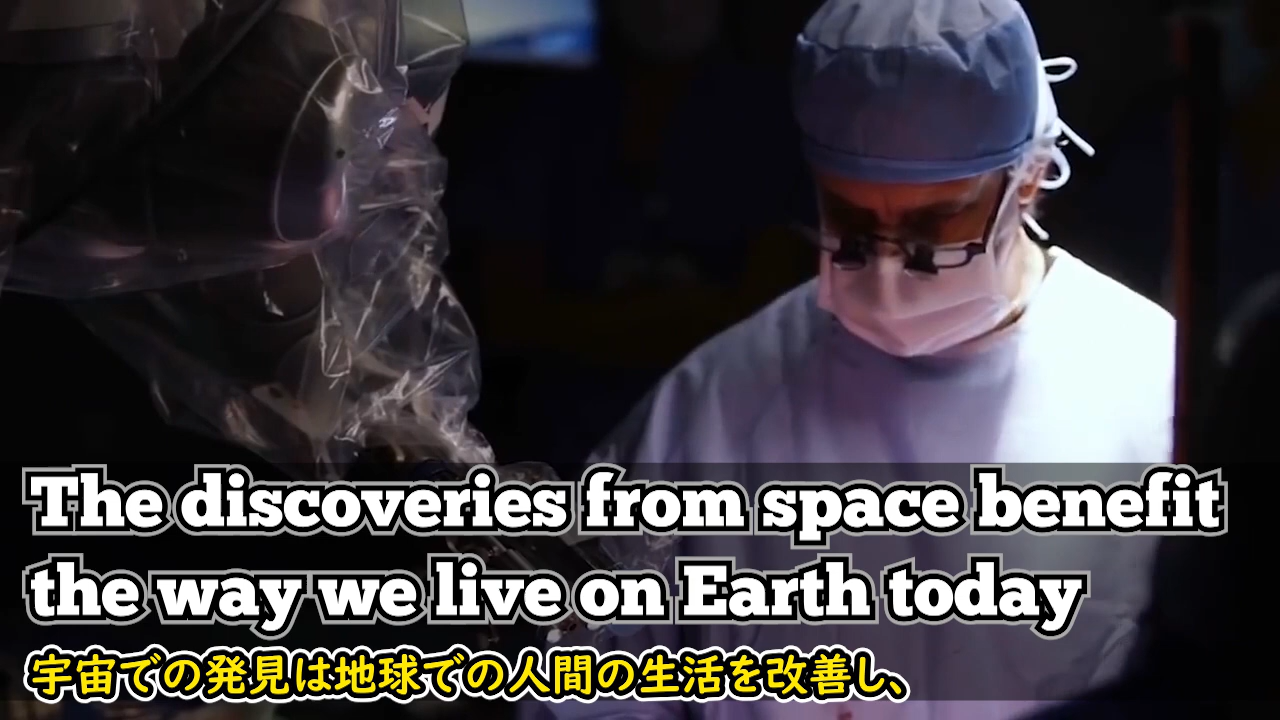 The discoveries from space benefit
the way we live on Earth today
宇宙での発見は地球での人間の生活を改善し、